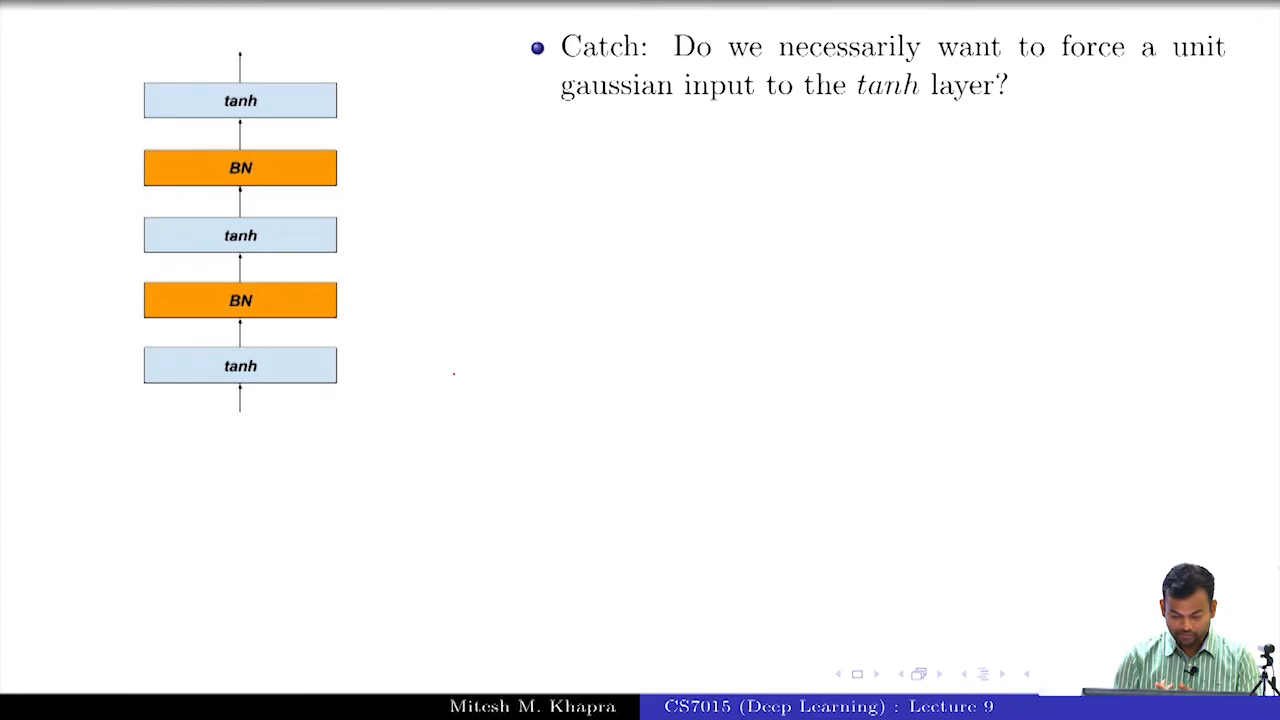 Catch: Do we necessarily want to force a unit
gaussian input to the tanh layer?
tanh
BN
tanh
BN
tanh
Mitesh M. Khapra
CS7015 (Deep Learning) : Lecture 9